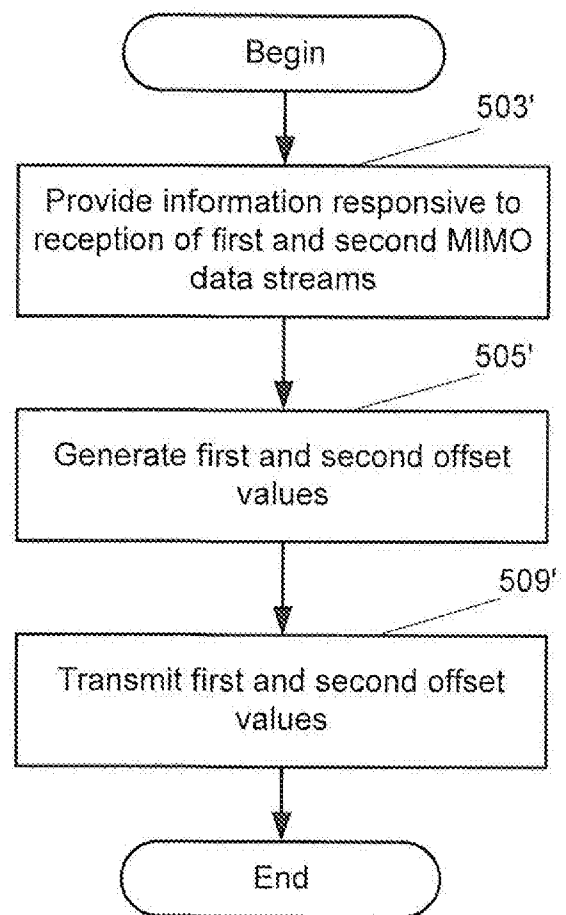 Begin
503'
Provide information responsive to
reception of first and second MIMO
data streams
505'
Generate first and second offset
values
509'
Transmit first and second offset
values
End